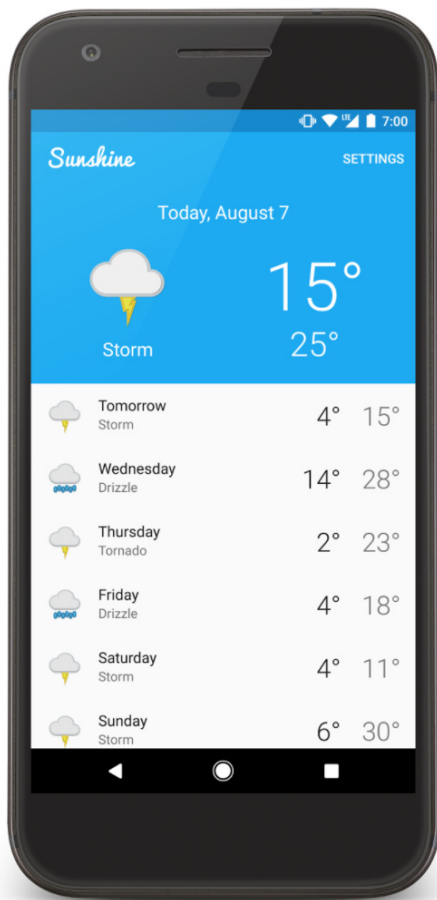 LTE 7:00
Sunshine SETTINGS
Today, August 7
15°
Storm 25°
Tomorrow
Storm
4° 15°
Wednesday
Drizzle
14° 28°
Thursday
Tornado
2° 23°
Friday
Drizzle
4° 18°
Saturday
Storm
4° 11°
Sunday
Storm
6° 30°